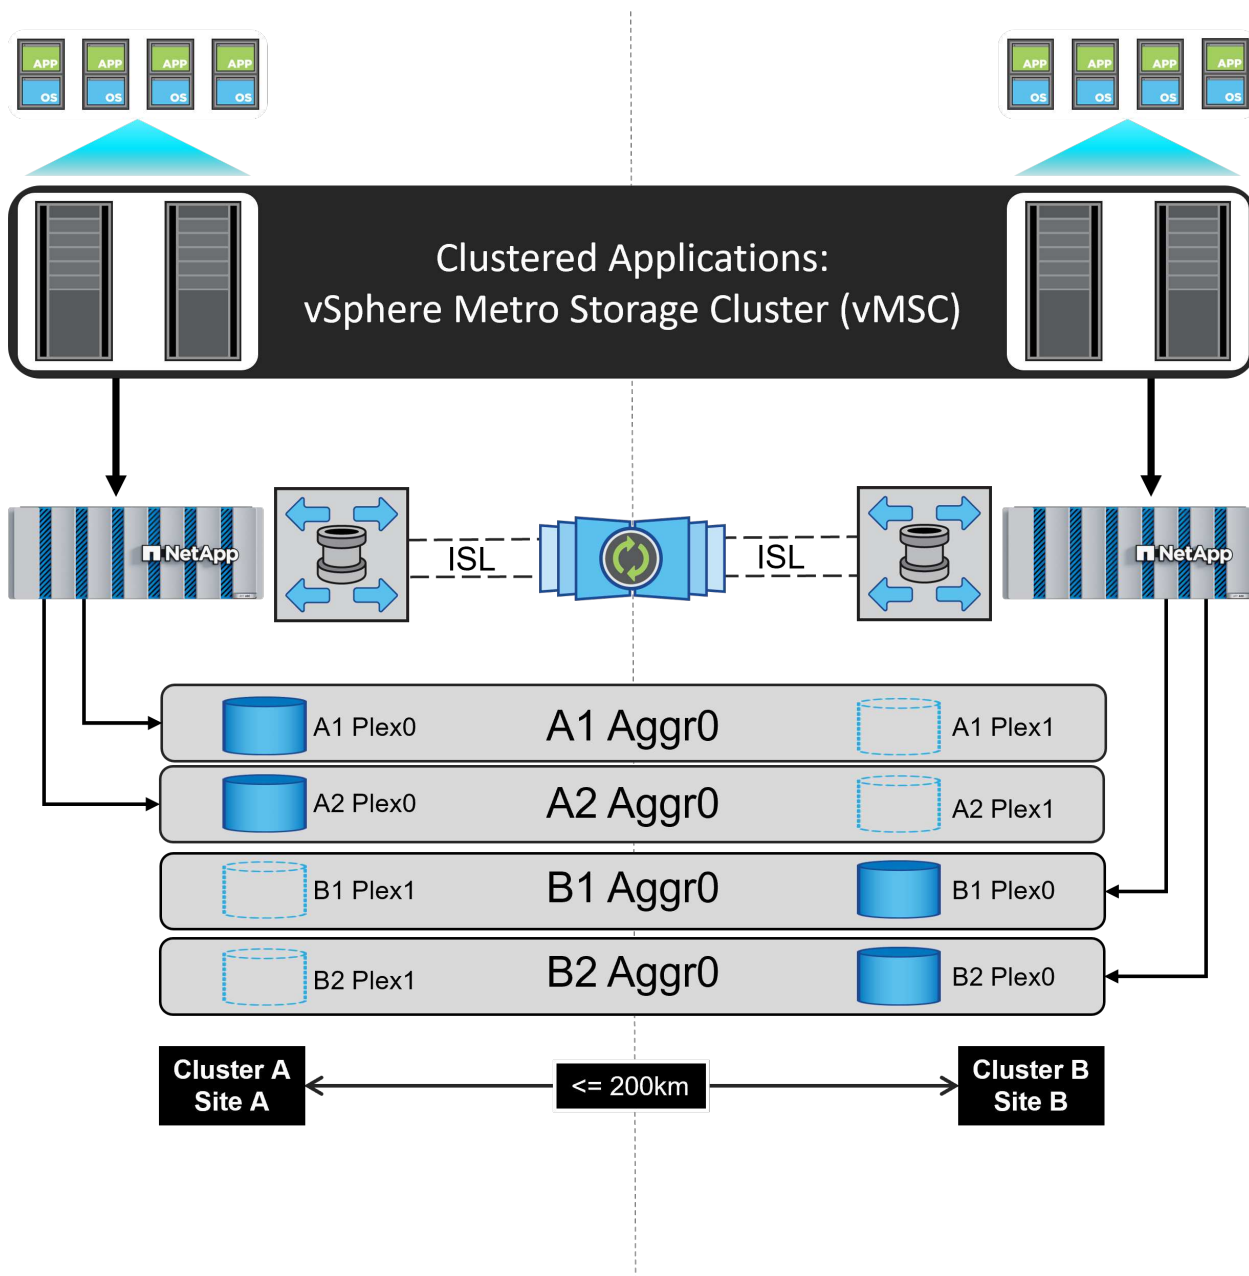 APP APP APP APP
OS OS OS OS
APP APP APP APP
OS OS OS OS
Clustered Applications:
vSphere Metro Storage Cluster (vMSC)
NetApp
ISL
ISL
NetApp
A1 Plex0
A1 Aggr0
A1 Plex1
A2 Plex0
A2 Aggr0
A2 Plex1
B1 Plex1
B1 Aggr0
B1 Plex0
B2 Plex1
B2 Aggr0
B2 Plex0
Cluster A
Site A
<= 200km
Cluster B
Site B